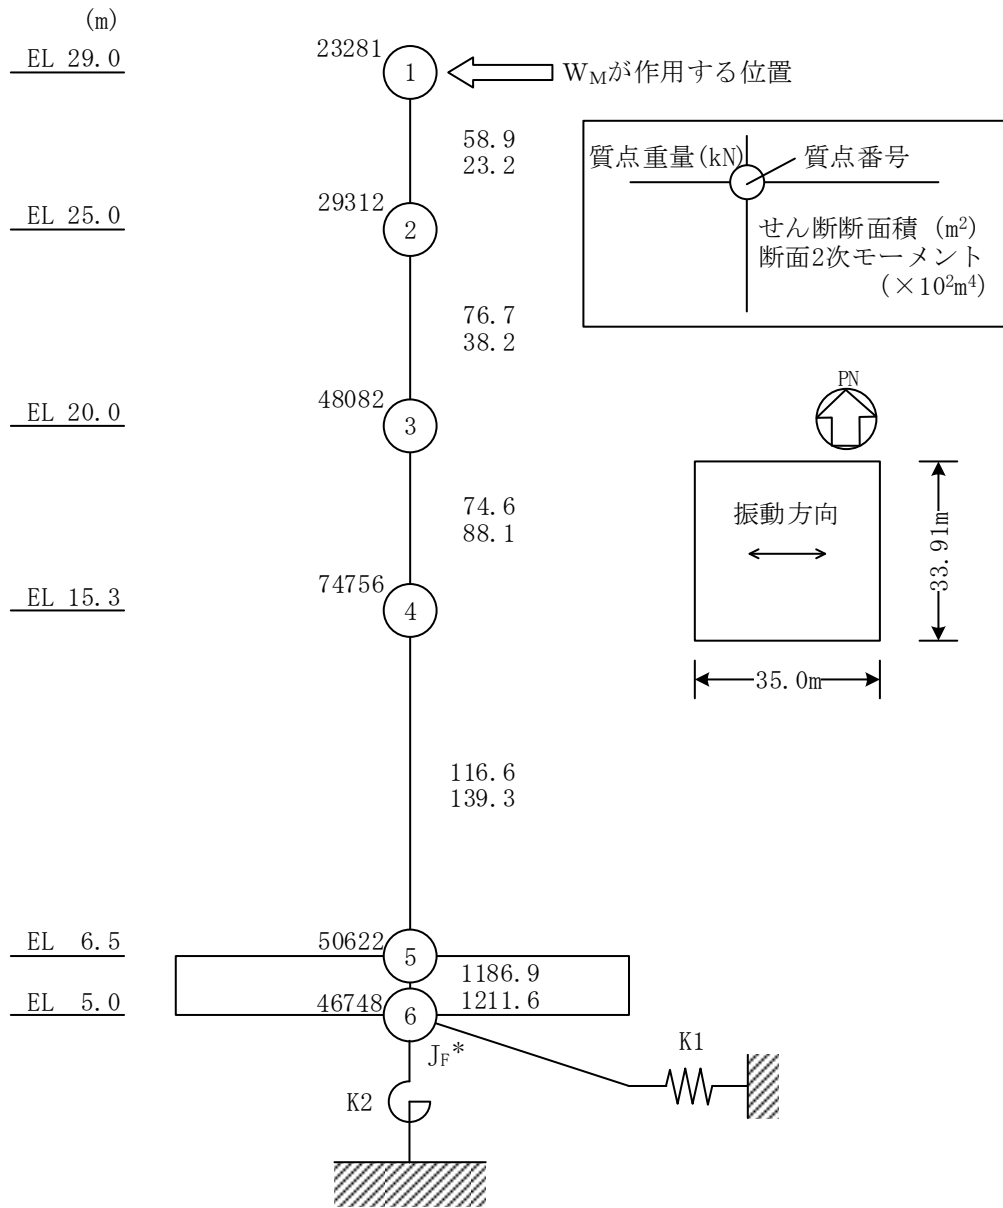 (m)
EL 29.0
23281
1
W_Mが作用する位置
58.9
23.2
EL 25.0
29312
2
76.7
38.2
EL 20.0
48082
3
74.6
88.1
EL 15.3
74756
4
116.6
139.3
EL 6.5
50622
5
1186.9
1211.6
EL 5.0
46748
6
J_F*
K1
K2
質点重量(kN)
質点番号
せん断断面積 (m²)
断面2次モーメント
(×10²m⁴)
PN
振動方向
33.91m
35.0m